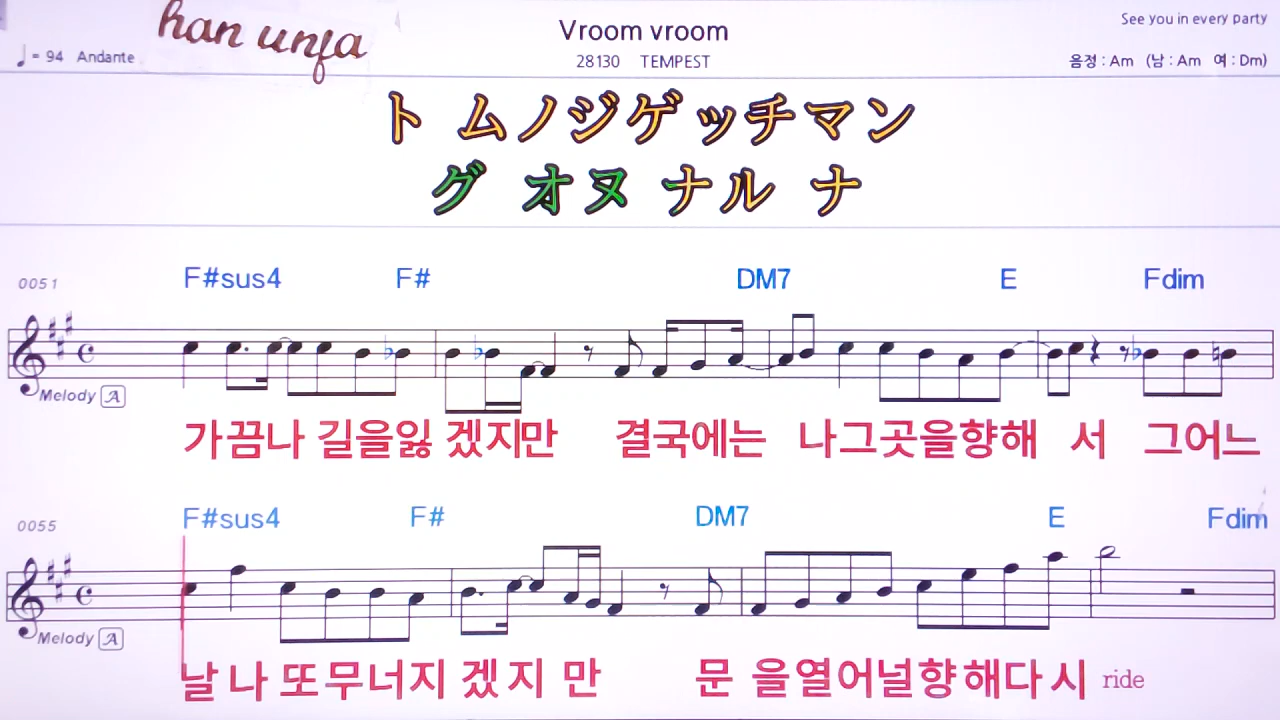 han unja
Vroom vroom
See you in every party
♩= 94 Andante
28130 TEMPEST
음정 : Am (남 : Am 여 : Dm)
ト ムノジゲッチマン
グ オヌ ナル ナ
0051 F#sus4 F# DM7 E Fdim
Melody A
가끔나 길을잃 겠지만 결국에는 나그곳을향해 서 그어느
0055 F#sus4 F# DM7 E Fdim
Melody A
날 나 또무너지 겠지 만 문 을열어널향해다시 ride